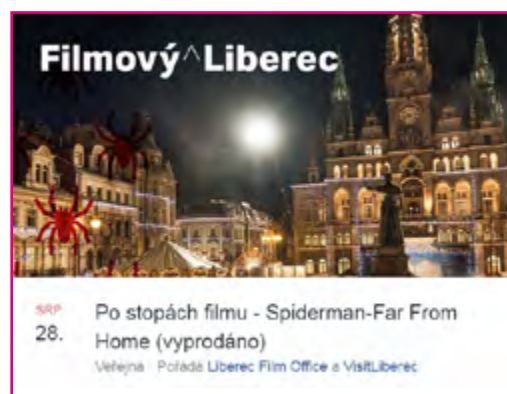 Filmový^Liberec
SRP
28.
Po stopách filmu - Spiderman-Far From
Home (vyprodáno)
Veřejná · Pořádá Liberec Film Office a VisitLiberec